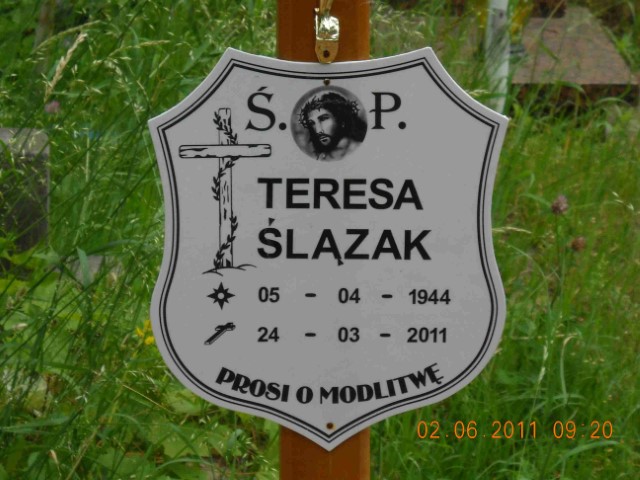 Ś. P.
TERESA
ŚLĄZAK
05 - 04 - 1944
24 - 03 - 2011
PROSI O MODLITWĘ
02.06.2011 09:20